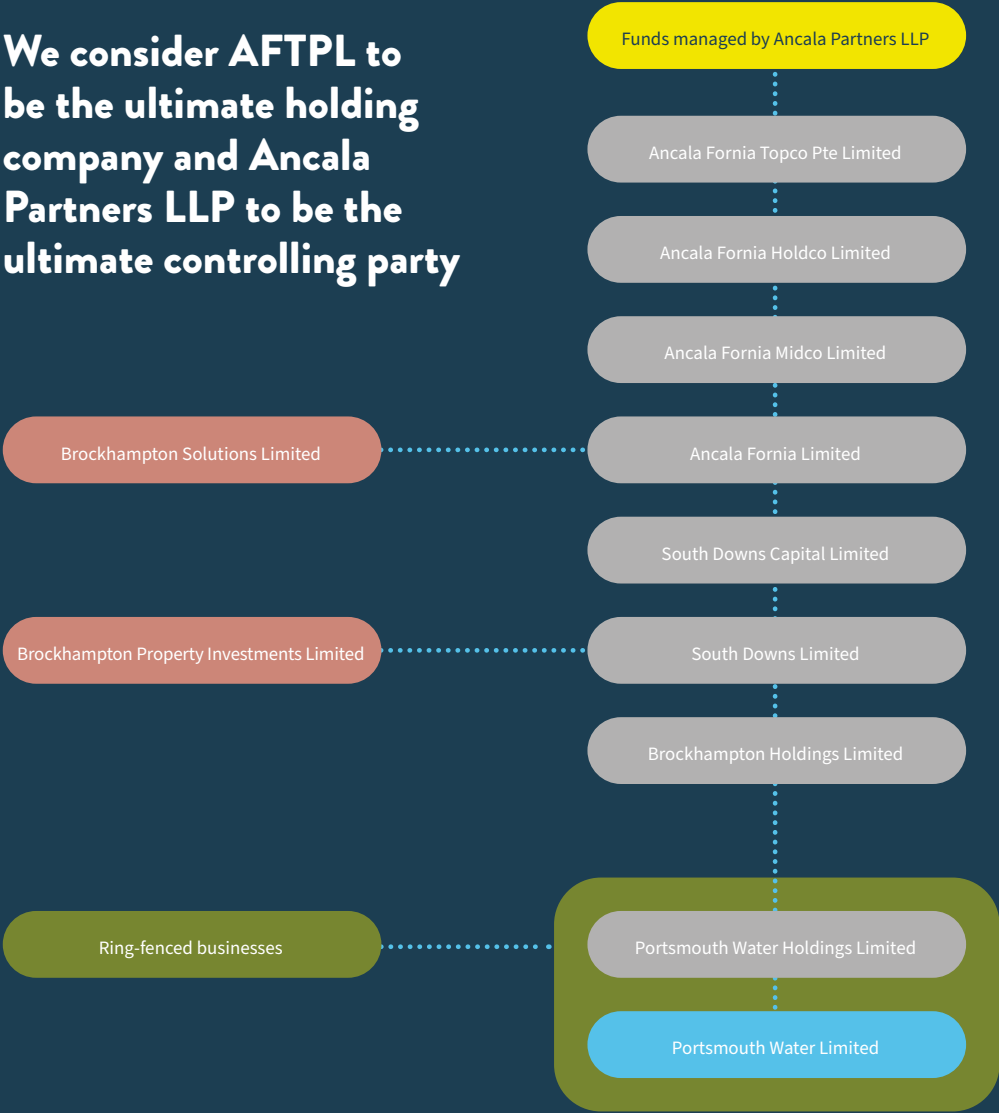 We consider AFTPL to
be the ultimate holding
company and Ancala
Partners LLP to be the
ultimate controlling party
Funds managed by Ancala Partners LLP
Ancala Fornia Topco Pte Limited
Ancala Fornia Holdco Limited
Ancala Fornia Midco Limited
Brockhampton Solutions Limited
Ancala Fornia Limited
South Downs Capital Limited
Brockhampton Property Investments Limited
South Downs Limited
Brockhampton Holdings Limited
Ring-fenced businesses
Portsmouth Water Holdings Limited
Portsmouth Water Limited